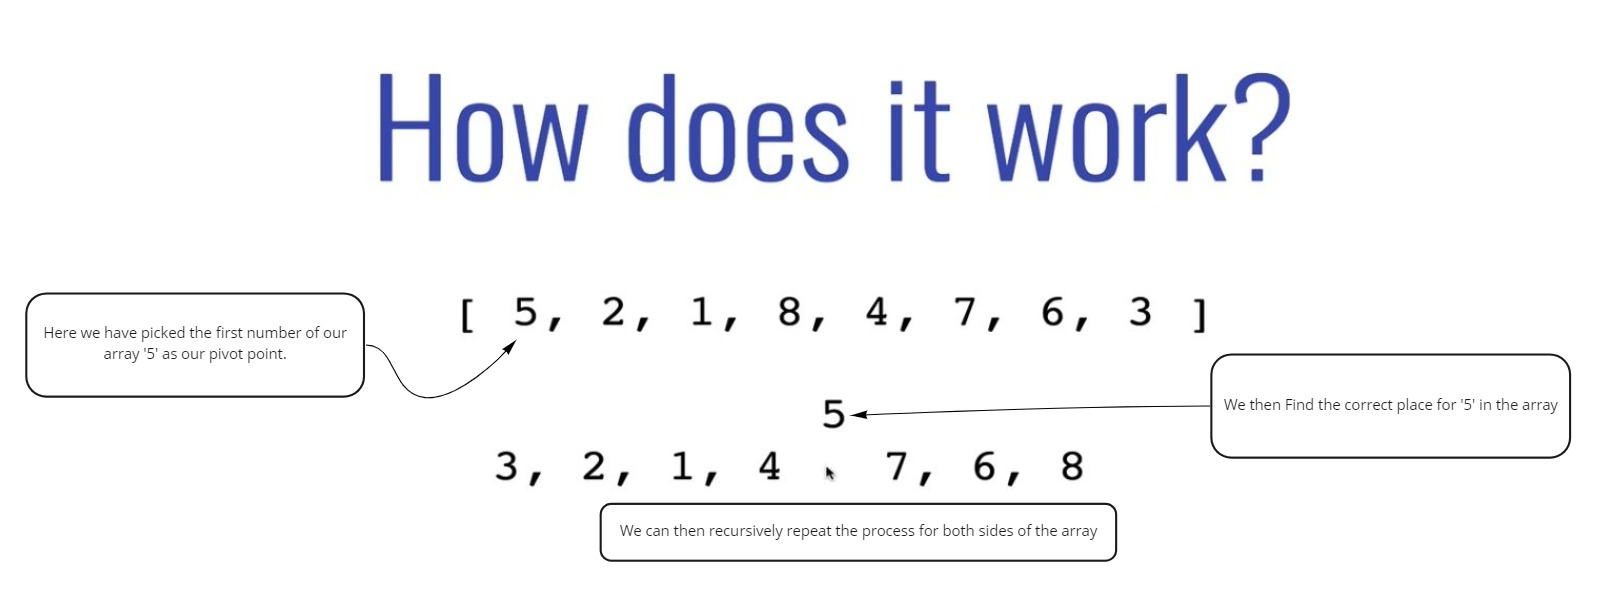 How does it work?
[ 5, 2, 1, 8, 4, 7, 6, 3 ]
Here we have picked the first number of our
array '5' as our pivot point.
5
We then Find the correct place for '5' in the array
3, 2, 1, 4 7, 6, 8
We can then recursively repeat the process for both sides of the array